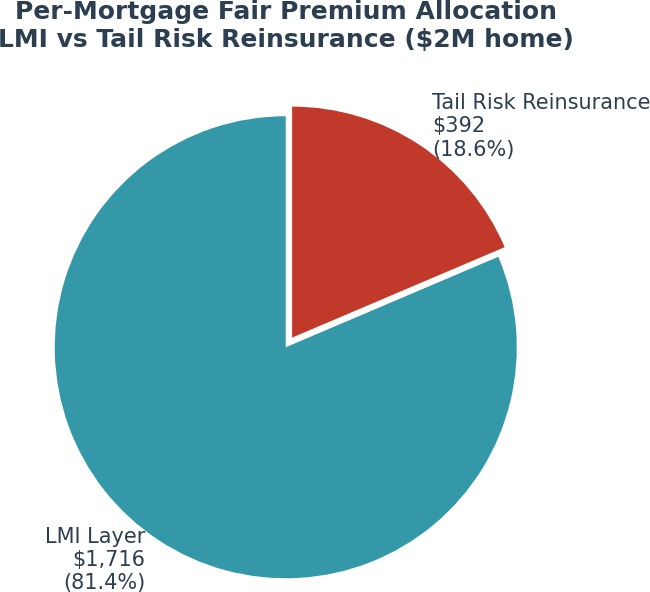 Per-Mortgage Fair Premium Allocation
LMI vs Tail Risk Reinsurance ($2M home)
Tail Risk Reinsurance
$392
(18.6%)
LMI Layer
$1,716
(81.4%)